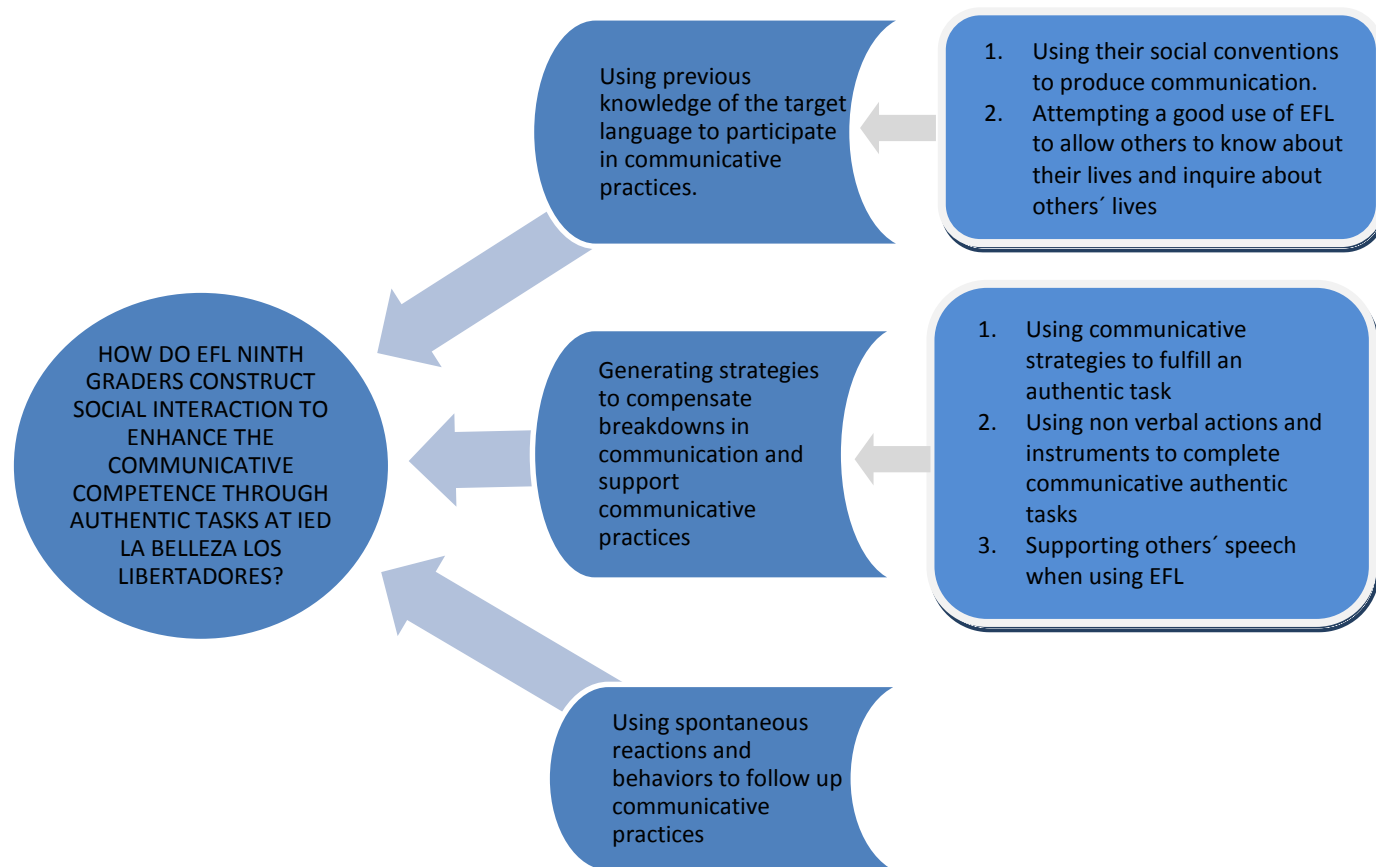 HOW DO EFL NINTH
GRADERS CONSTRUCT
SOCIAL INTERACTION TO
ENHANCE THE
COMMUNICATIVE
COMPETENCE THROUGH
AUTHENTIC TASKS AT IED
LA BELLEZA LOS
LIBERTADORES?
Using previous
knowledge of the target
language to participate
in communicative
practices.
1. Using their social conventions
to produce communication.
2. Attempting a good use of EFL
to allow others to know about
their lives and inquire about
others´ lives
Generating strategies
to compensate
breakdowns in
communication and
support
communicative
practices
1. Using communicative
strategies to fulfill an
authentic task
2. Using non verbal actions and
instruments to complete
communicative authentic
tasks
3. Supporting others´ speech
when using EFL
Using spontaneous
reactions and
behaviors to follow up
communicative
practices